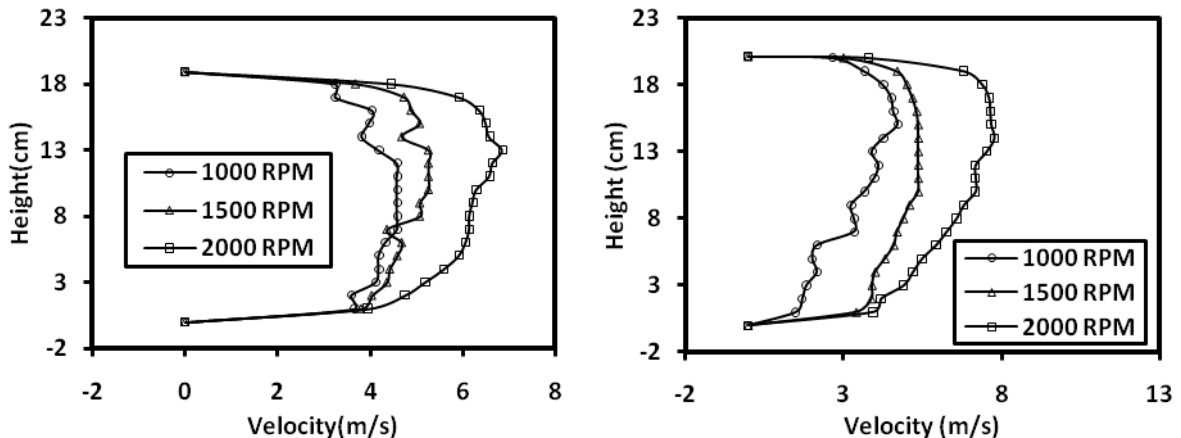 23
18
13
8
3
-2
Height(cm)
1000 RPM
1500 RPM
2000 RPM
-2 0 2 4 6 8
Velocity(m/s)
23
18
13
8
3
-2
Height (cm)
1000 RPM
1500 RPM
2000 RPM
-2 3 8 13
Velocity (m/s)